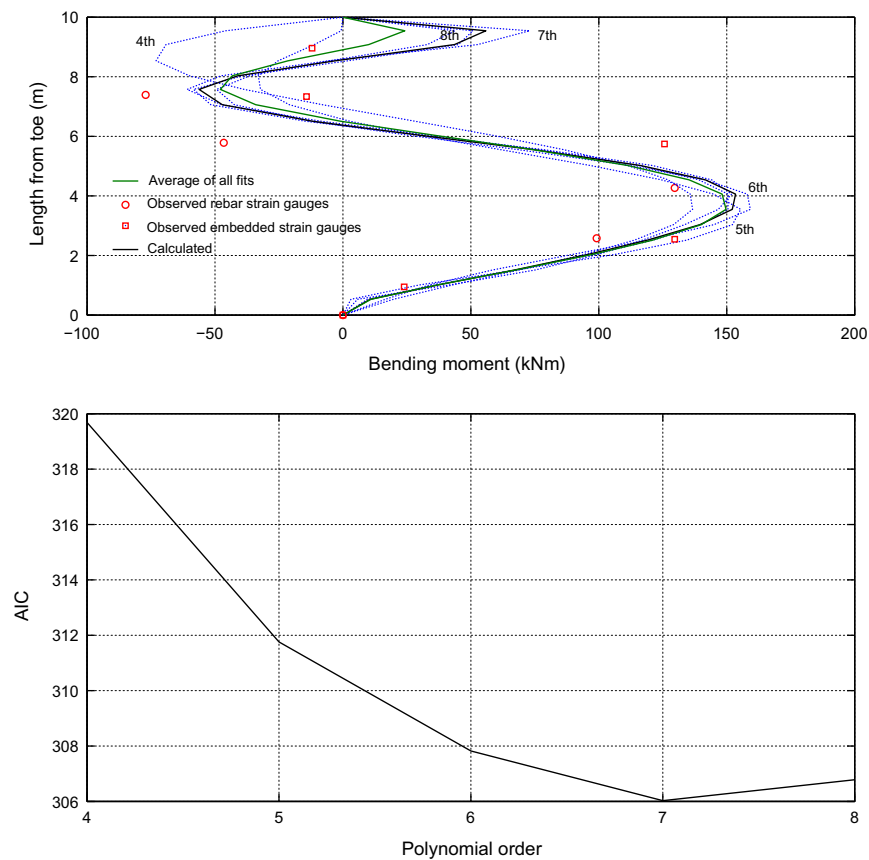 10
4th
8th
7th
8
6
Length from toe (m)
Average of all fits
Observed rebar strain gauges
Observed embedded strain gauges
Calculated
6th
5th
4
2
0
−100
−50
0
50
100
150
200
Bending moment (kNm)
320
318
316
314
312
310
308
306
AIC
4
5
6
7
8
Polynomial order